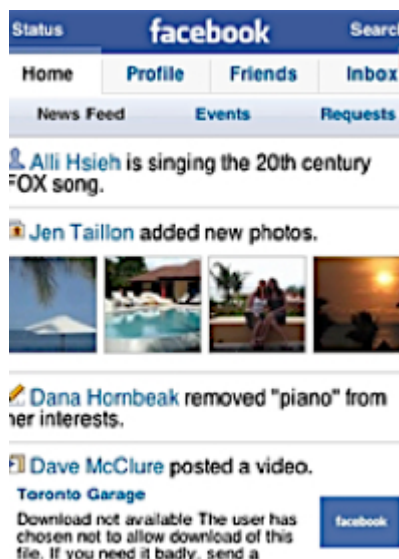 Status facebook Searc
Home Profile Friends Inbox
News Feed Events Requests
Alli Hsieh is singing the 20th century
FOX song.
Jen Taillon added new photos.
Dana Hornbeak removed "piano" from
her interests.
Dave McClure posted a video.
Toronto Garage
Download not available The user has
chosen not to allow download of this
file. If you need it badly, send a
facebook